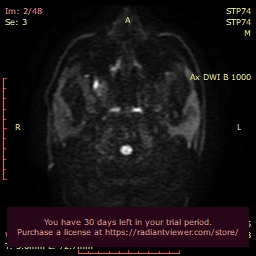 Im: 2/48
Se: 3
A
STP74
STP74
M
Ax DWI B 1000
R
L
You have 30 days left in your trial period.
Purchase a license at https://radiantviewer.com/store/